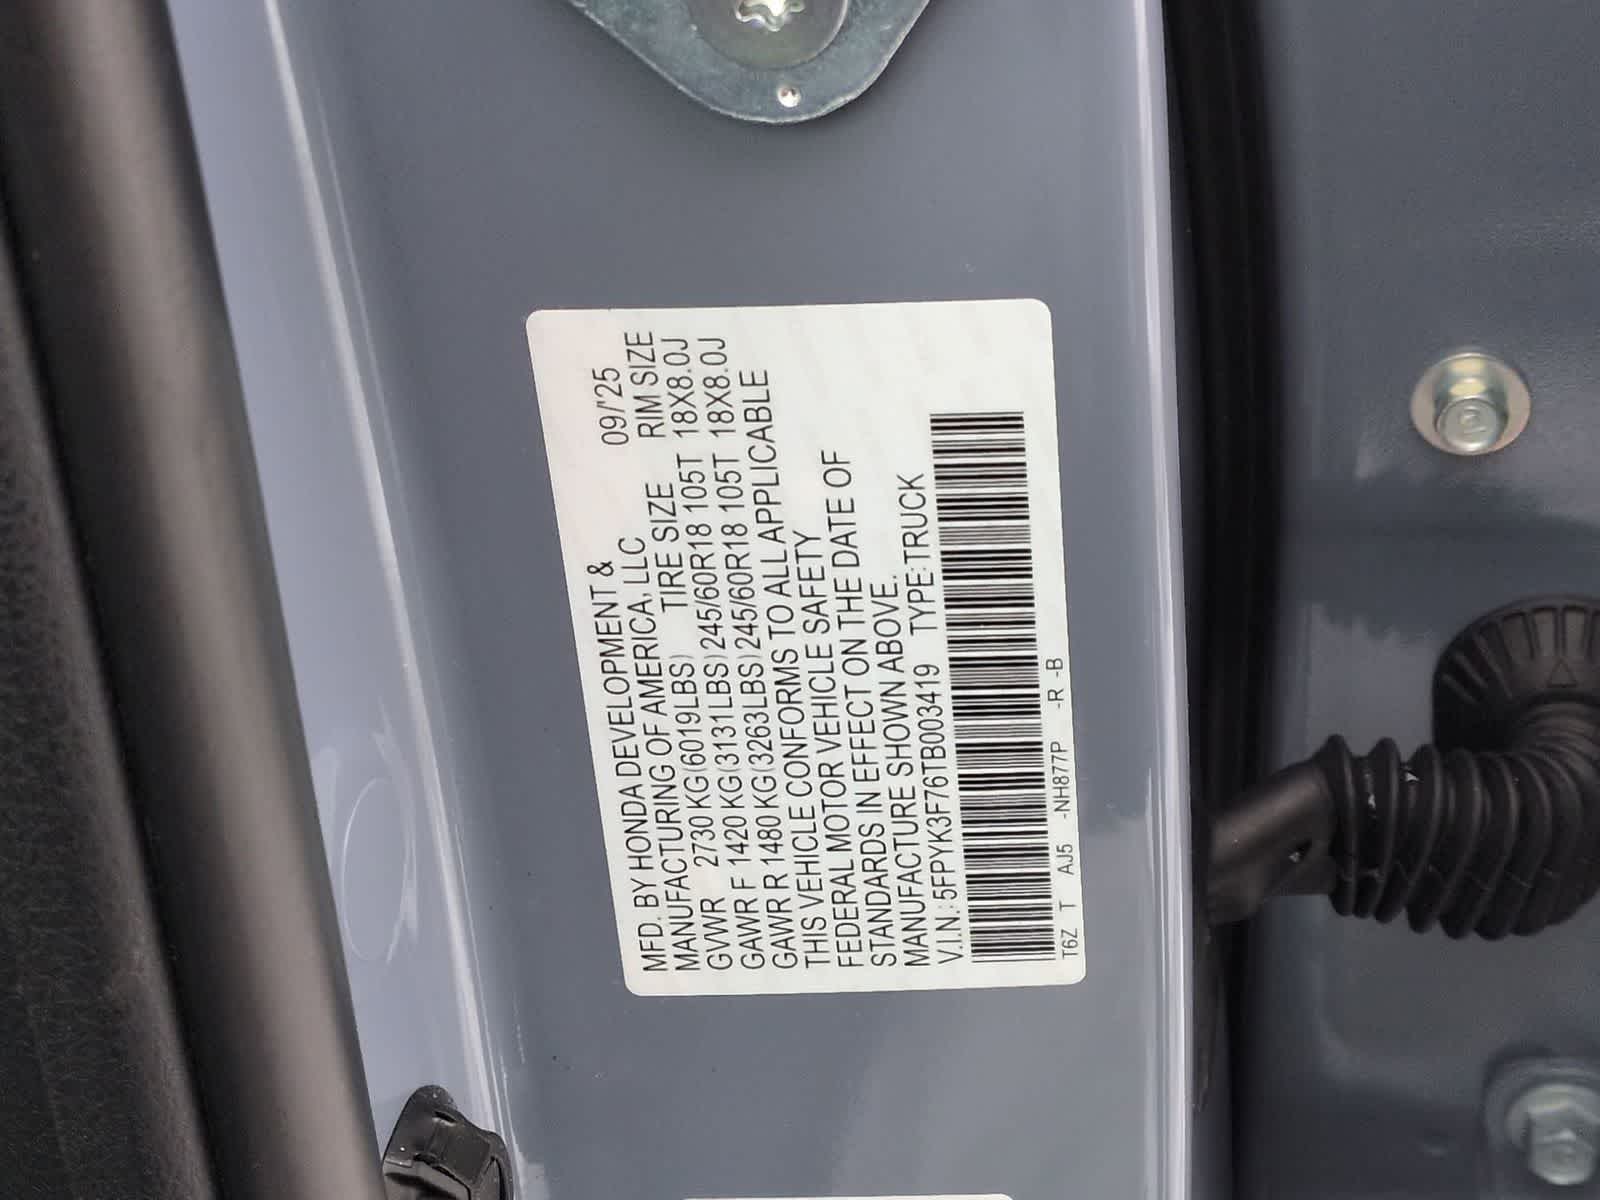 MFD. BY HONDA DEVELOPMENT &
MANUFACTURING OF AMERICA, LLC 09/'25
GVWR 2730 KG(6019LBS) TIRE SIZE RIM SIZE
GAWR F 1420 KG(3131LBS)245/60R18 105T 18X8.0J
GAWR R 1480 KG(3263LBS)245/60R18 105T 18X8.0J
THIS VEHICLE CONFORMS TO ALL APPLICABLE
FEDERAL MOTOR VEHICLE SAFETY
STANDARDS IN EFFECT ON THE DATE OF
MANUFACTURE SHOWN ABOVE.
V.I.N.:5FPYK3F76TB003419 TYPE:TRUCK
T6Z T AJ5 -NH877P -R -B